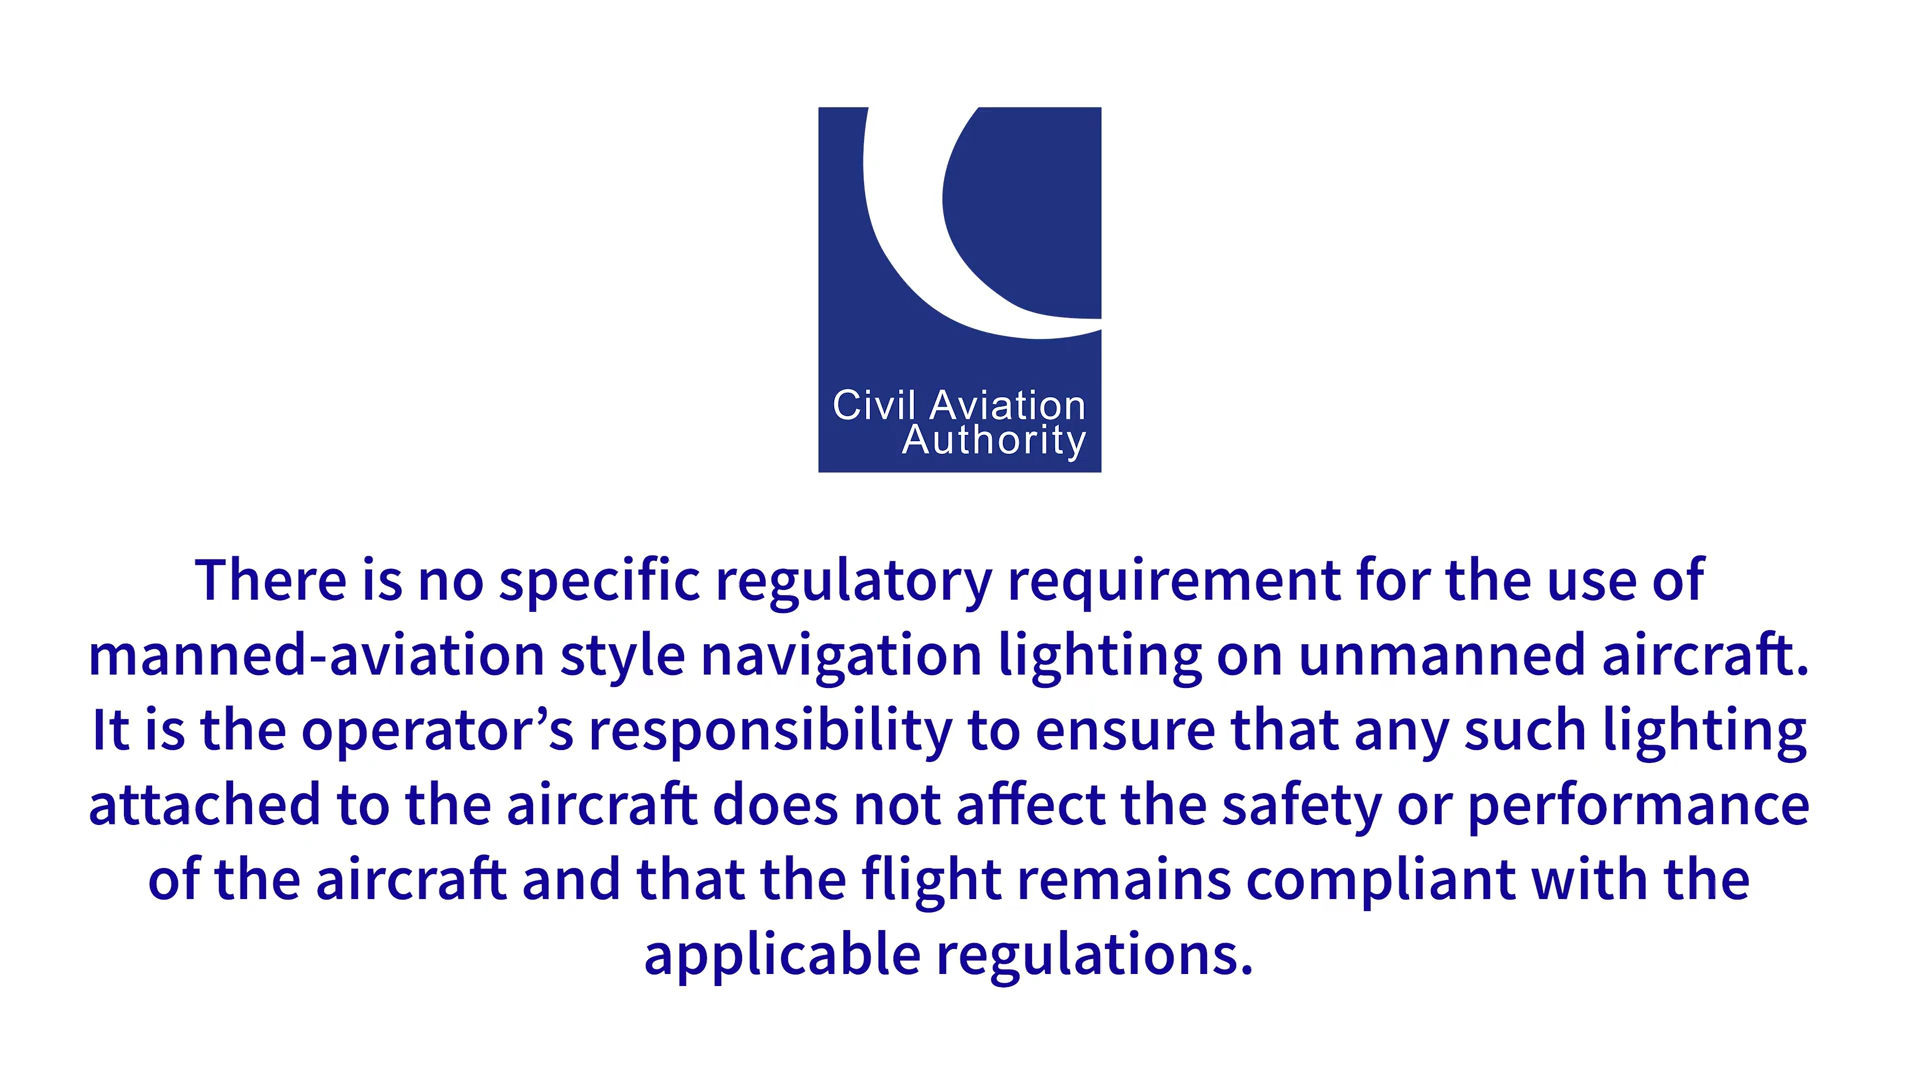 Civil Aviation
Authority
There is no specific regulatory requirement for the use of
manned-aviation style navigation lighting on unmanned aircraft.
It is the operator’s responsibility to ensure that any such lighting
attached to the aircraft does not affect the safety or performance
of the aircraft and that the flight remains compliant with the
applicable regulations.